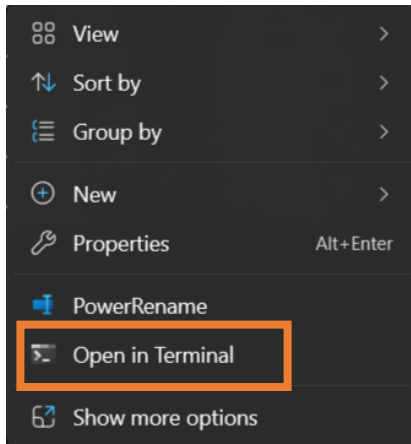 View
Sort by
Group by
New
Properties Alt+Enter
PowerRename
Open in Terminal
Show more options